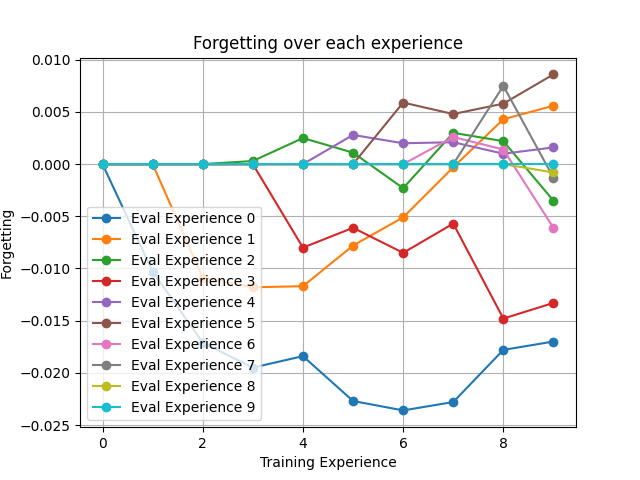 Forgetting over each experience
0.010
0.005
0.000
−0.005
−0.010
−0.015
−0.020
−0.025
Forgetting
Eval Experience 0
Eval Experience 1
Eval Experience 2
Eval Experience 3
Eval Experience 4
Eval Experience 5
Eval Experience 6
Eval Experience 7
Eval Experience 8
Eval Experience 9
0 2 4 6 8
Training Experience